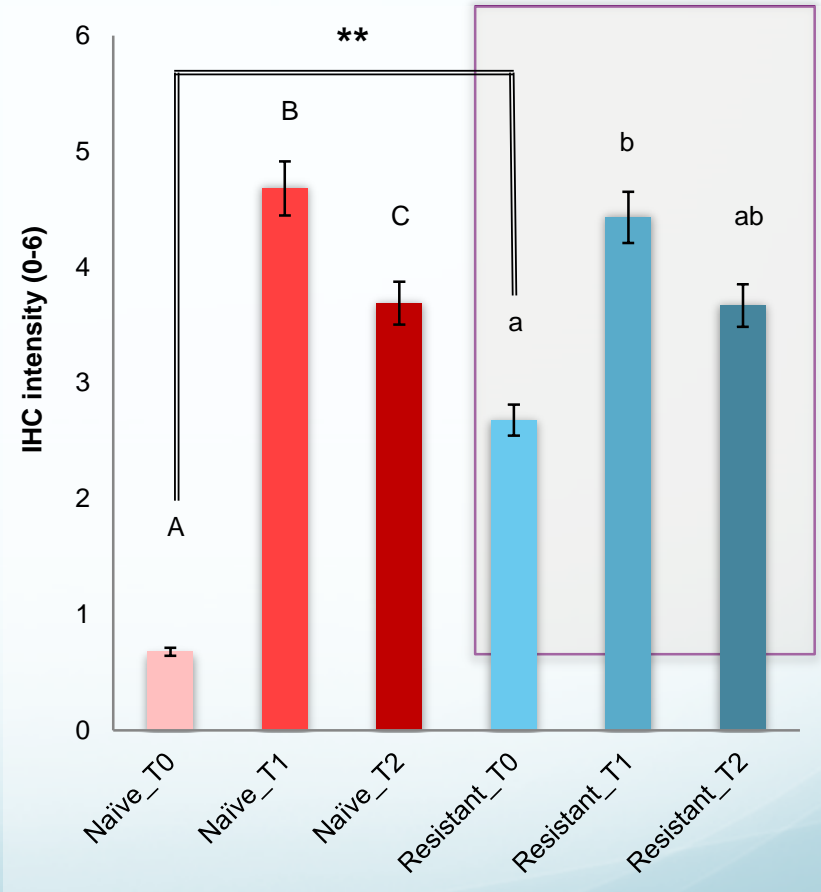 **
6
5
4
3
2
1
0
IHC intensity (0-6)
A
B
C
a
b
ab
Naïve_T0
Naïve_T1
Naïve_T2
Resistant_T0
Resistant_T1
Resistant_T2